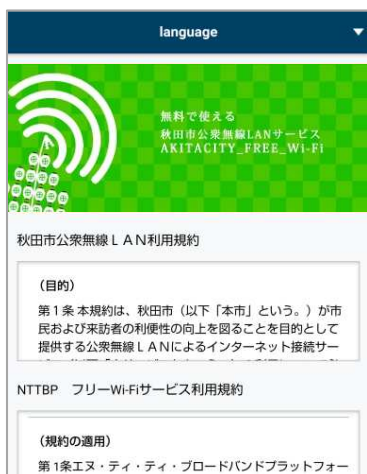 language
無料で使える
秋田市公衆無線LANサービス
AKITACITY_FREE_Wi-Fi
秋田市公衆無線ＬＡＮ利用規約
（目的）
第１条 本規約は、秋田市（以下「本市」という。）が市
民および来訪者の利便性の向上を図ることを目的として
提供する公衆無線ＬＡＮによるインターネット接続サー
NTTBP　フリーWi-Fiサービス利用規約
（規約の適用）
第１条エヌ・ティ・ティ・ブロードバンドプラットフォー